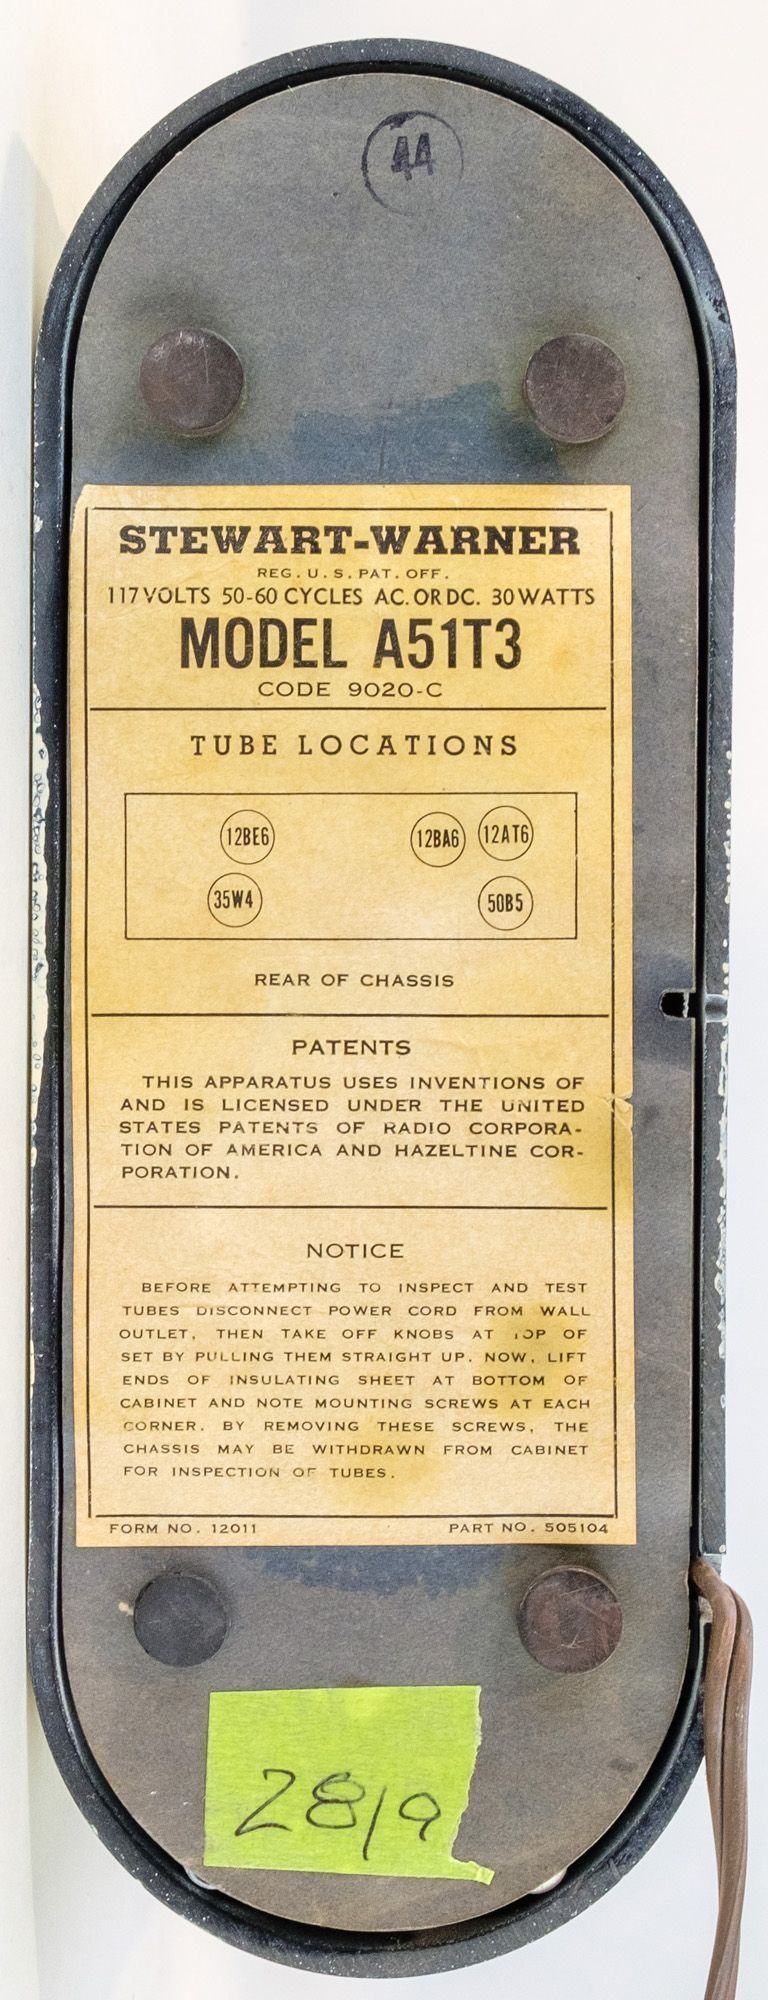 44
STEWART-WARNER
REG. U. S. PAT. OFF.
117 VOLTS 50-60 CYCLES AC. OR DC. 30 WATTS
MODEL A51T3
CODE 9020-C
TUBE LOCATIONS
12BE6 12BA6 12AT6
35W4 50B5
REAR OF CHASSIS
PATENTS
THIS APPARATUS USES INVENTIONS OF
AND IS LICENSED UNDER THE UNITED
STATES PATENTS OF RADIO CORPORA-
TION OF AMERICA AND HAZELTINE COR-
PORATION.
NOTICE
BEFORE ATTEMPTING TO INSPECT AND TEST
TUBES DISCONNECT POWER CORD FROM WALL
OUTLET, THEN TAKE OFF KNOBS AT TOP OF
SET BY PULLING THEM STRAIGHT UP. NOW, LIFT
ENDS OF INSULATING SHEET AT BOTTOM OF
CABINET AND NOTE MOUNTING SCREWS AT EACH
CORNER. BY REMOVING THESE SCREWS, THE
CHASSIS MAY BE WITHDRAWN FROM CABINET
FOR INSPECTION OF TUBES.
FORM NO. 12011 PART NO. 505104
2819